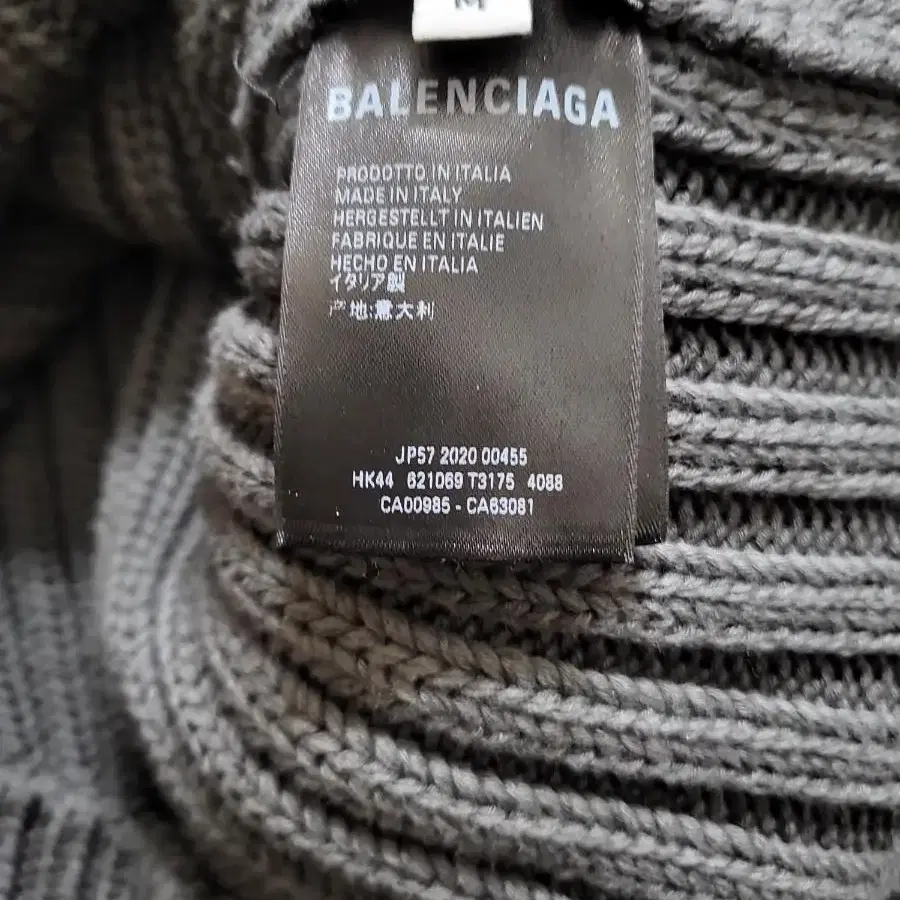 M
BALENCIAGA
PRODOTTO IN ITALIA
MADE IN ITALY
HERGESTELLT IN ITALIEN
FABRIQUE EN ITALIE
HECHO EN ITALIA
イタリア製
产地:意大利
JP57 2020 00455
HK44 621069 T3175 4088
CA00985 - CA63081